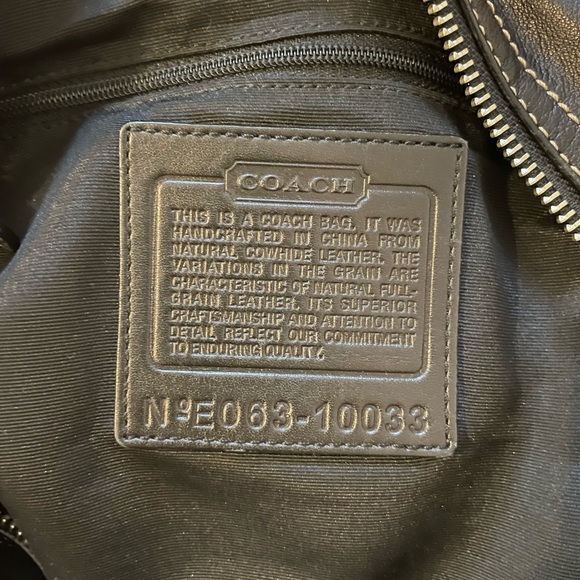 COACH
THIS IS A COACH BAG. IT WAS
HANDCRAFTED IN CHINA FROM
NATURAL COWHIDE LEATHER. THE
VARIATIONS IN THE GRAIN ARE
CHARACTERISTIC OF NATURAL FULL-
GRAIN LEATHER. ITS SUPERIOR
CRAFTSMANSHIP AND ATTENTION TO
DETAIL, REFLECT OUR COMMITMENT
TO ENDURING QUALITY.
NºE063-10033